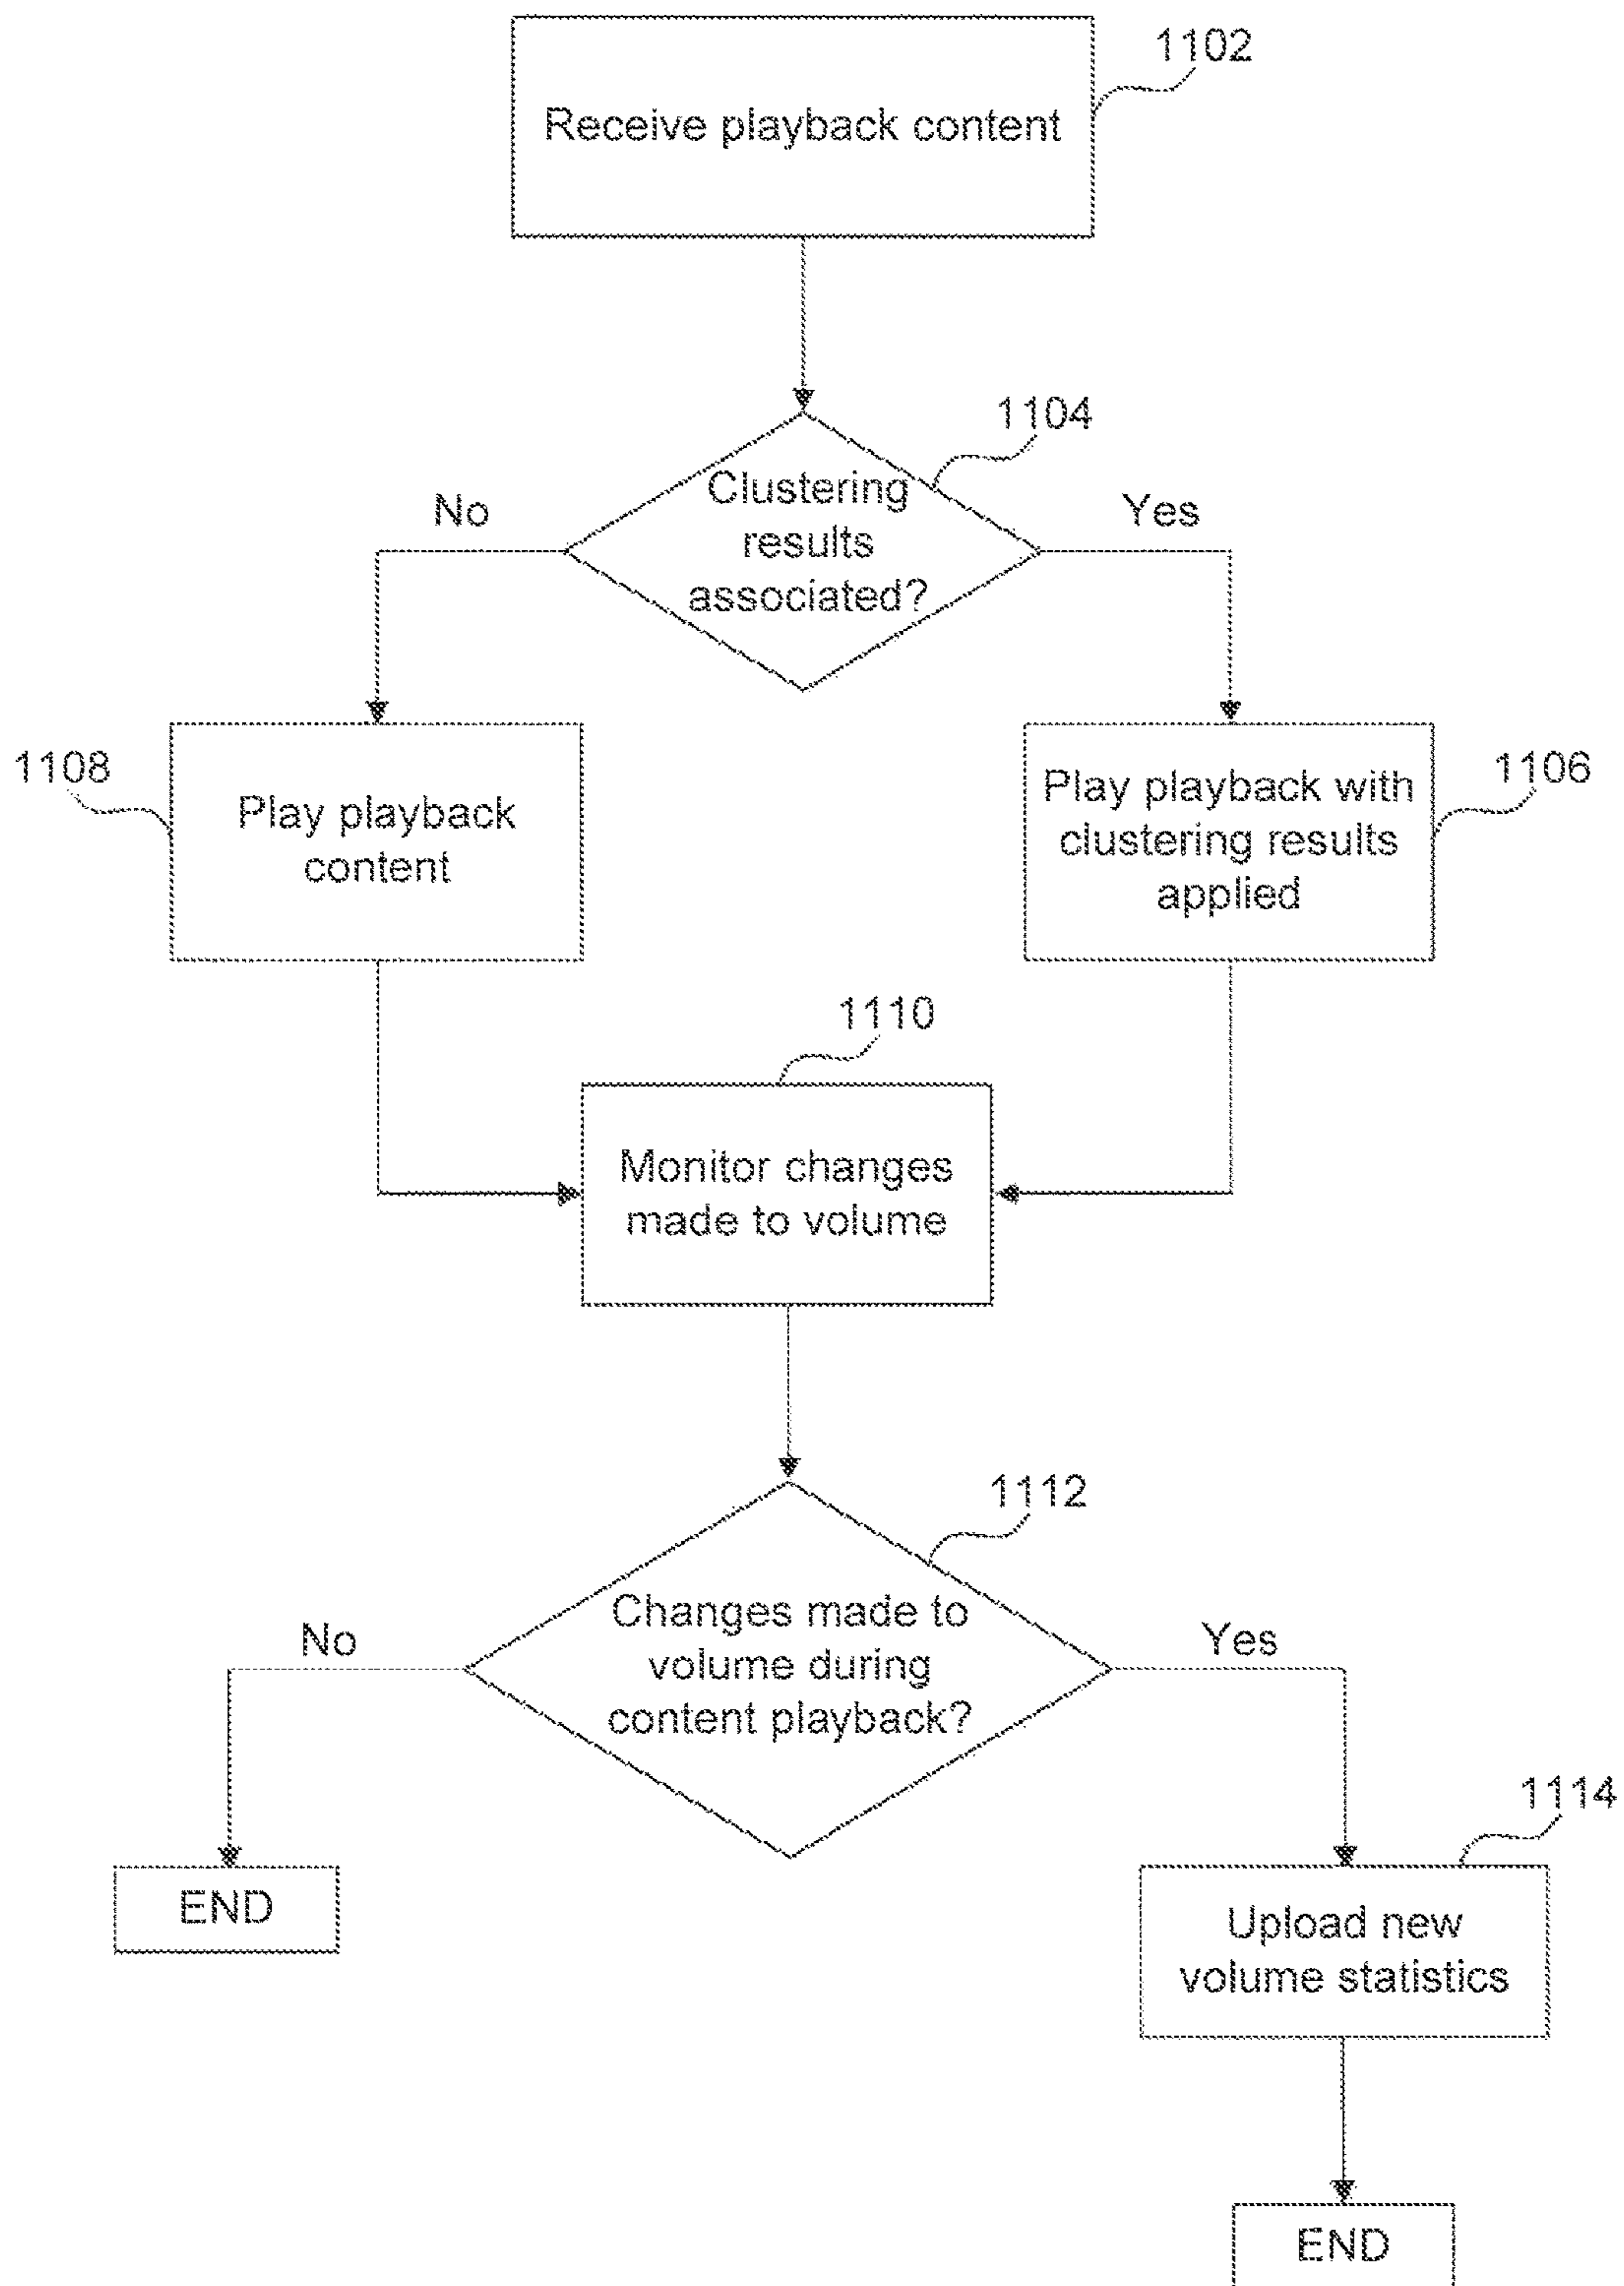 1102
Receive playback content
1104
No
Yes
Clustering
results
associated?
1108
Play playback
content
1106
Play playback with
clustering results
applied
1110
Monitor changes
made to volume
1112
No
Yes
Changes made to
volume during
content playback?
1114
END
Upload new
volume statistics
END